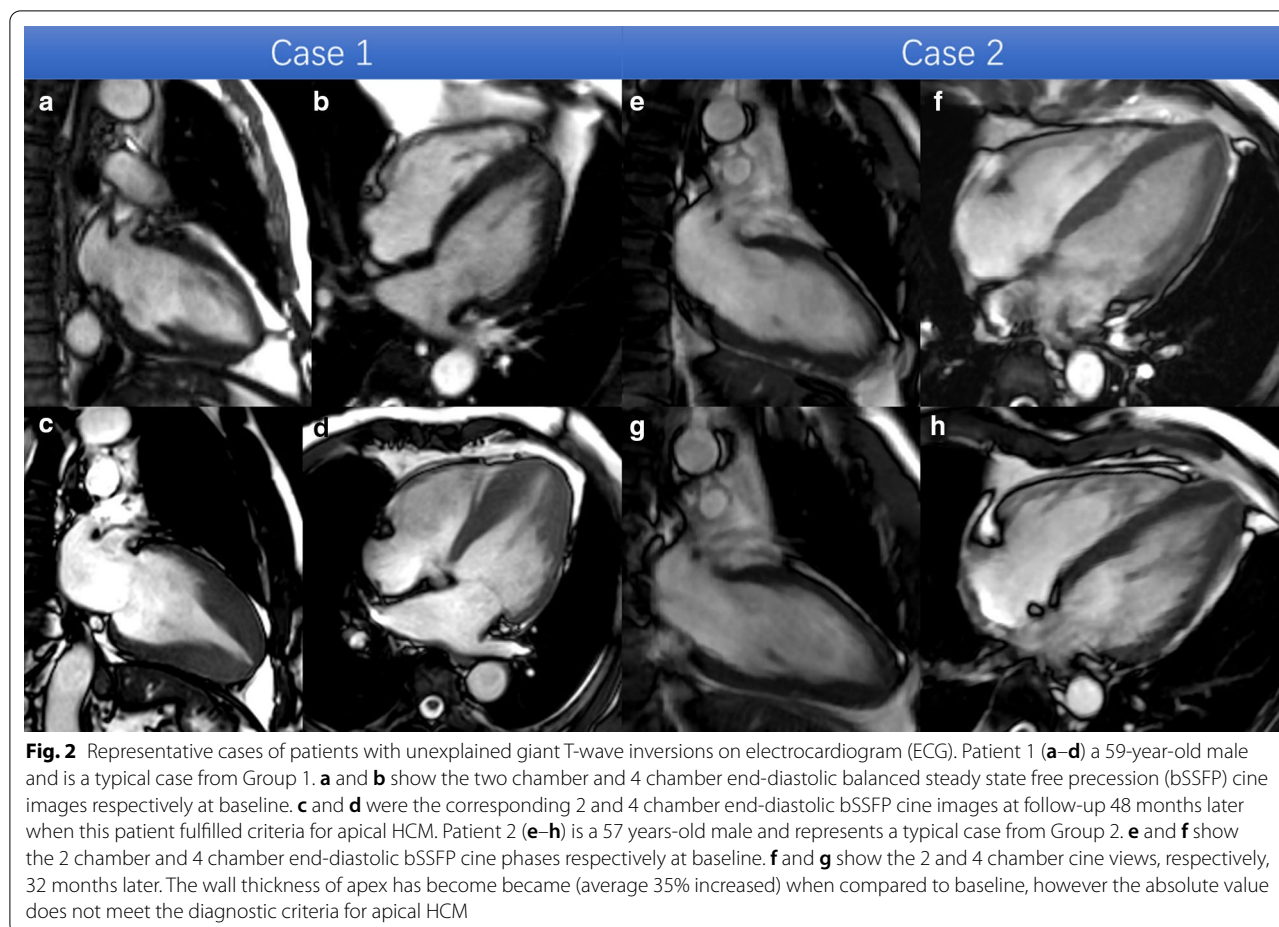 Case 1
Case 2
a
b
e
f
c
d
g
h
Fig. 2 Representative cases of patients with unexplained giant T-wave inversions on electrocardiogram (ECG). Patient 1 (a–d) a 59-year-old male
and is a typical case from Group 1. a and b show the two chamber and 4 chamber end-diastolic balanced steady state free precession (bSSFP) cine
images respectively at baseline. c and d were the corresponding 2 and 4 chamber end-diastolic bSSFP cine images at follow-up 48 months later
when this patient fulfilled criteria for apical HCM. Patient 2 (e–h) is a 57 years-old male and represents a typical case from Group 2. e and f show
the 2 chamber and 4 chamber end-diastolic bSSFP cine phases respectively at baseline. f and g show the 2 and 4 chamber cine views, respectively,
32 months later. The wall thickness of apex has become became (average 35% increased) when compared to baseline, however the absolute value
does not meet the diagnostic criteria for apical HCM